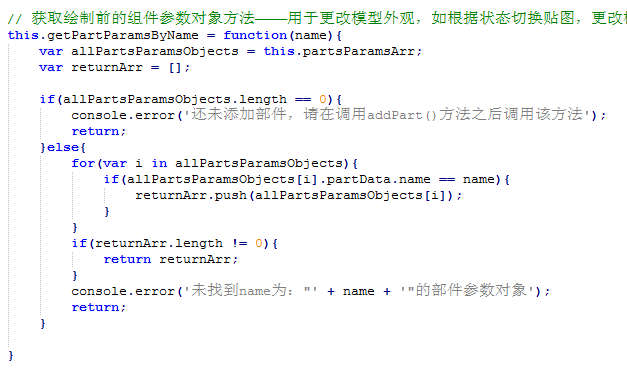 // 获取绘制前的组件参数对象方法————用于更改模型外观，如根据状态切换贴图，更改模
this.getPartParamsByName = function(name){
var allPartsParamsObjects = this.partsParamsArr;
var returnArr = [];
if(allPartsParamsObjects.length == 0){
console.error('还未添加部件，请在调用addPart()方法之后调用该方法');
return;
}else{
for(var i in allPartsParamsObjects){
if(allPartsParamsObjects[i].partData.name == name){
returnArr.push(allPartsParamsObjects[i]);
}
}
if(returnArr.length != 0){
return returnArr;
}
console.error('未找到name为："' + name + '"的部件参数对象');
return;
}
}